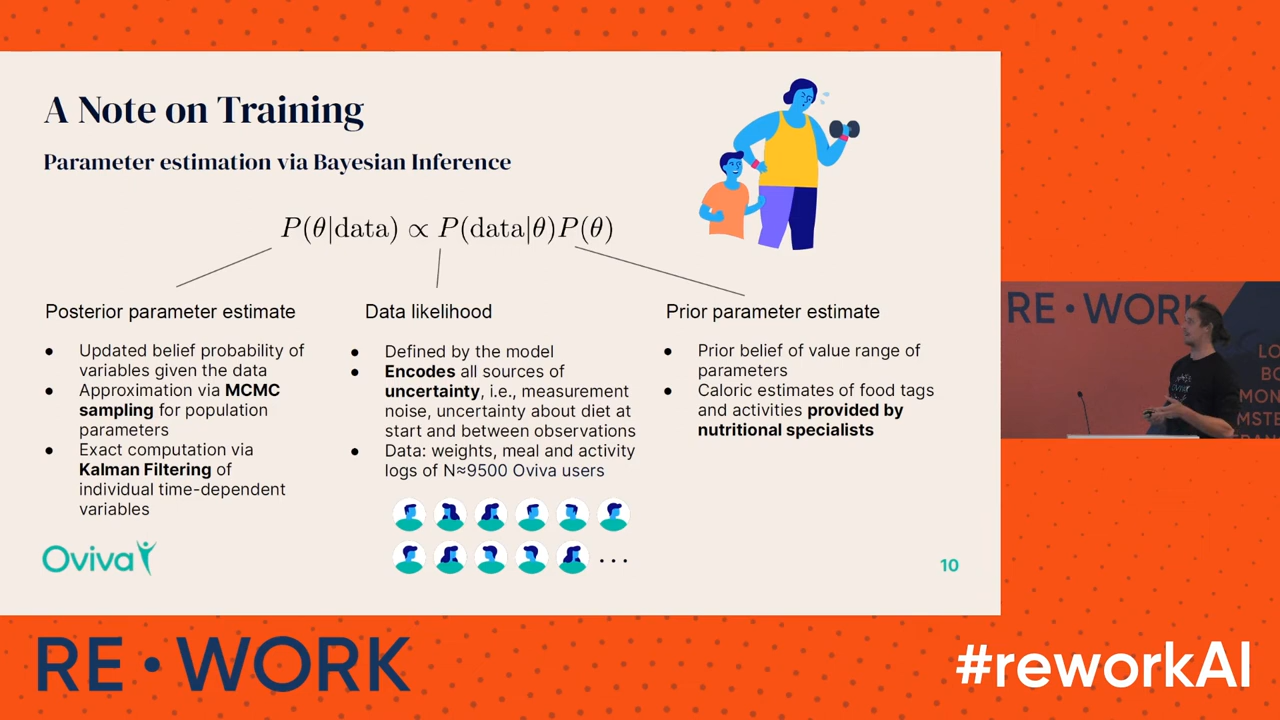 A Note on Training
Parameter estimation via Bayesian Inference
P(θ|data) ∝ P(data|θ)P(θ)
Posterior parameter estimate
● Updated belief probability of
variables given the data
● Approximation via MCMC
sampling for population
parameters
● Exact computation via
Kalman Filtering of
individual time-dependent
variables
Data likelihood
● Defined by the model
● Encodes all sources of
uncertainty, i.e., measurement
noise, uncertainty about diet at
start and between observations
● Data: weights, meal and activity
logs of N≈9500 Oviva users
...
Prior parameter estimate
● Prior belief of value range of
parameters
● Caloric estimates of food tags
and activities provided by
nutritional specialists
Oviva
10
RE•WORK
LO
BO
MON
MSTE
RE•WORK
#reworkAI